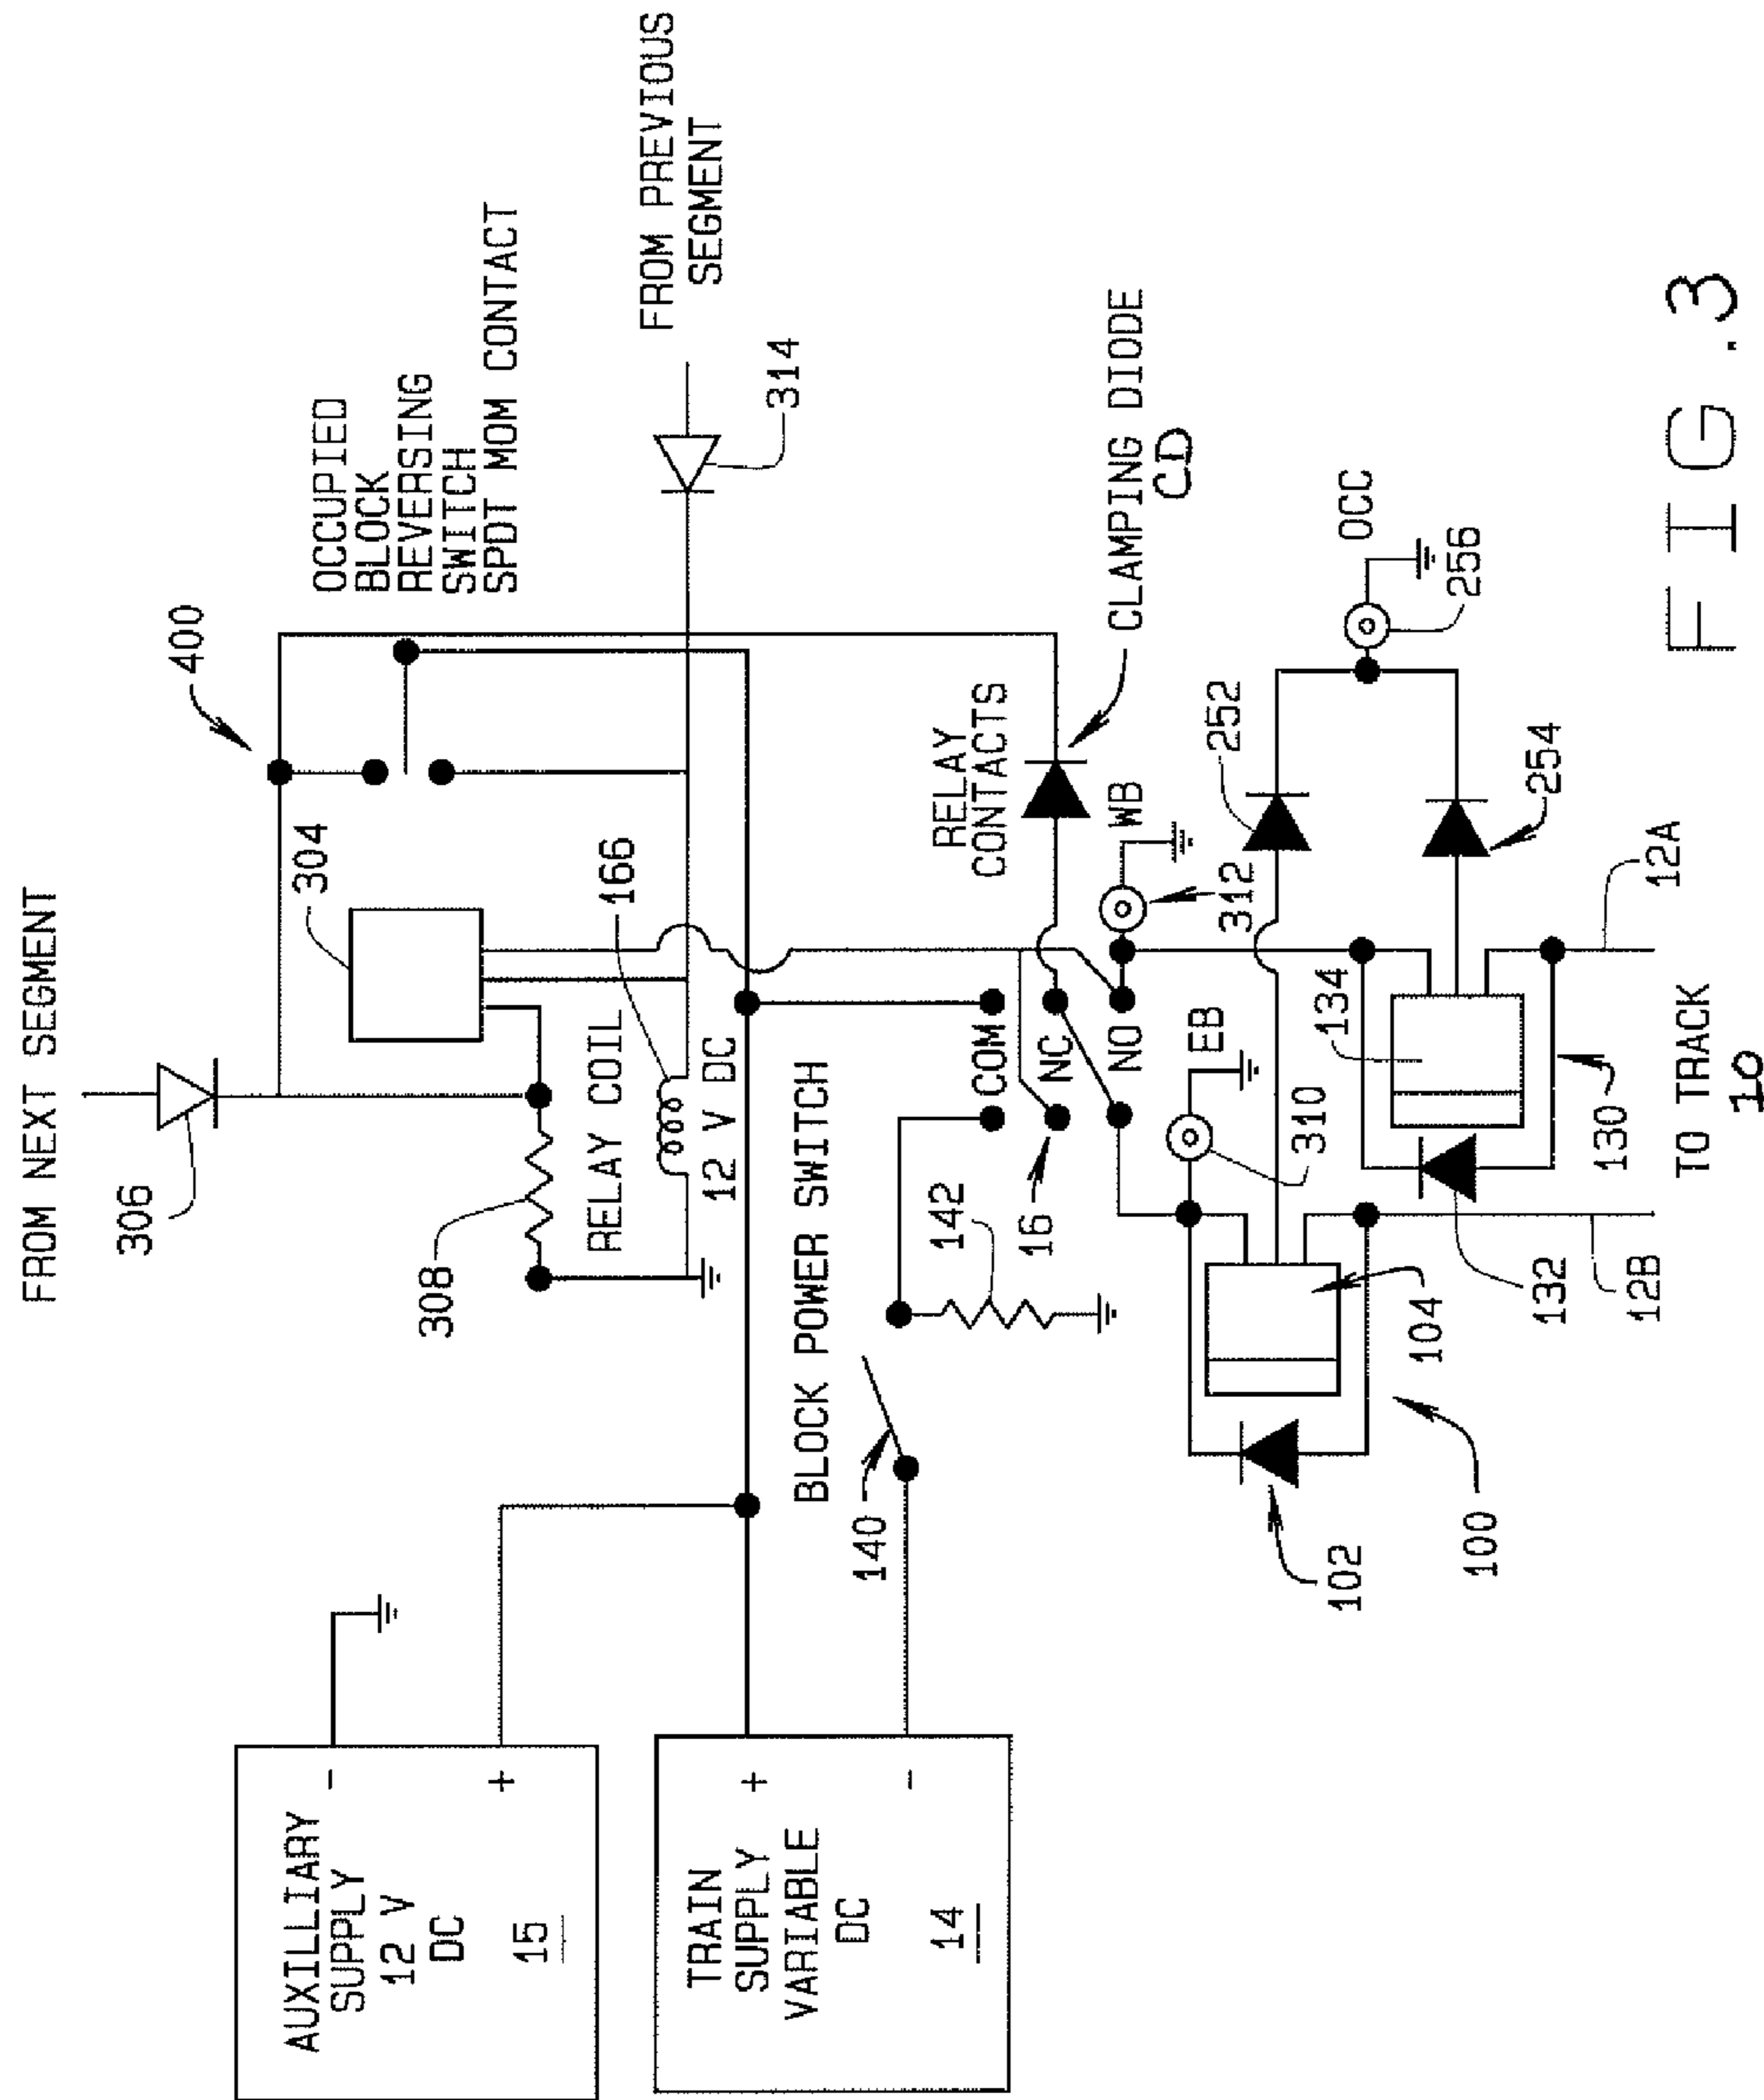 FROM NEXT SEGMENT
306
304
308
RELAY COIL
166
12 V DC
400
OCCUPIED
BLOCK
REVERSING
SWITCH
SPDT MOM CONTACT
FROM PREVIOUS
SEGMENT
314
AUXILLIARY
SUPPLY
12 V
DC
15
-
+
TRAIN
SUPPLY
VARIABLE
DC
14
+
-
BLOCK POWER SWITCH
140
142
16
COM
NC
NO
RELAY
CONTACTS
CLAMPING DIODE
CD
EB
310
WB
312
252
254
OCC
256
102
100
104
132
12B
134
130
12A
TO TRACK
10
FIG.3